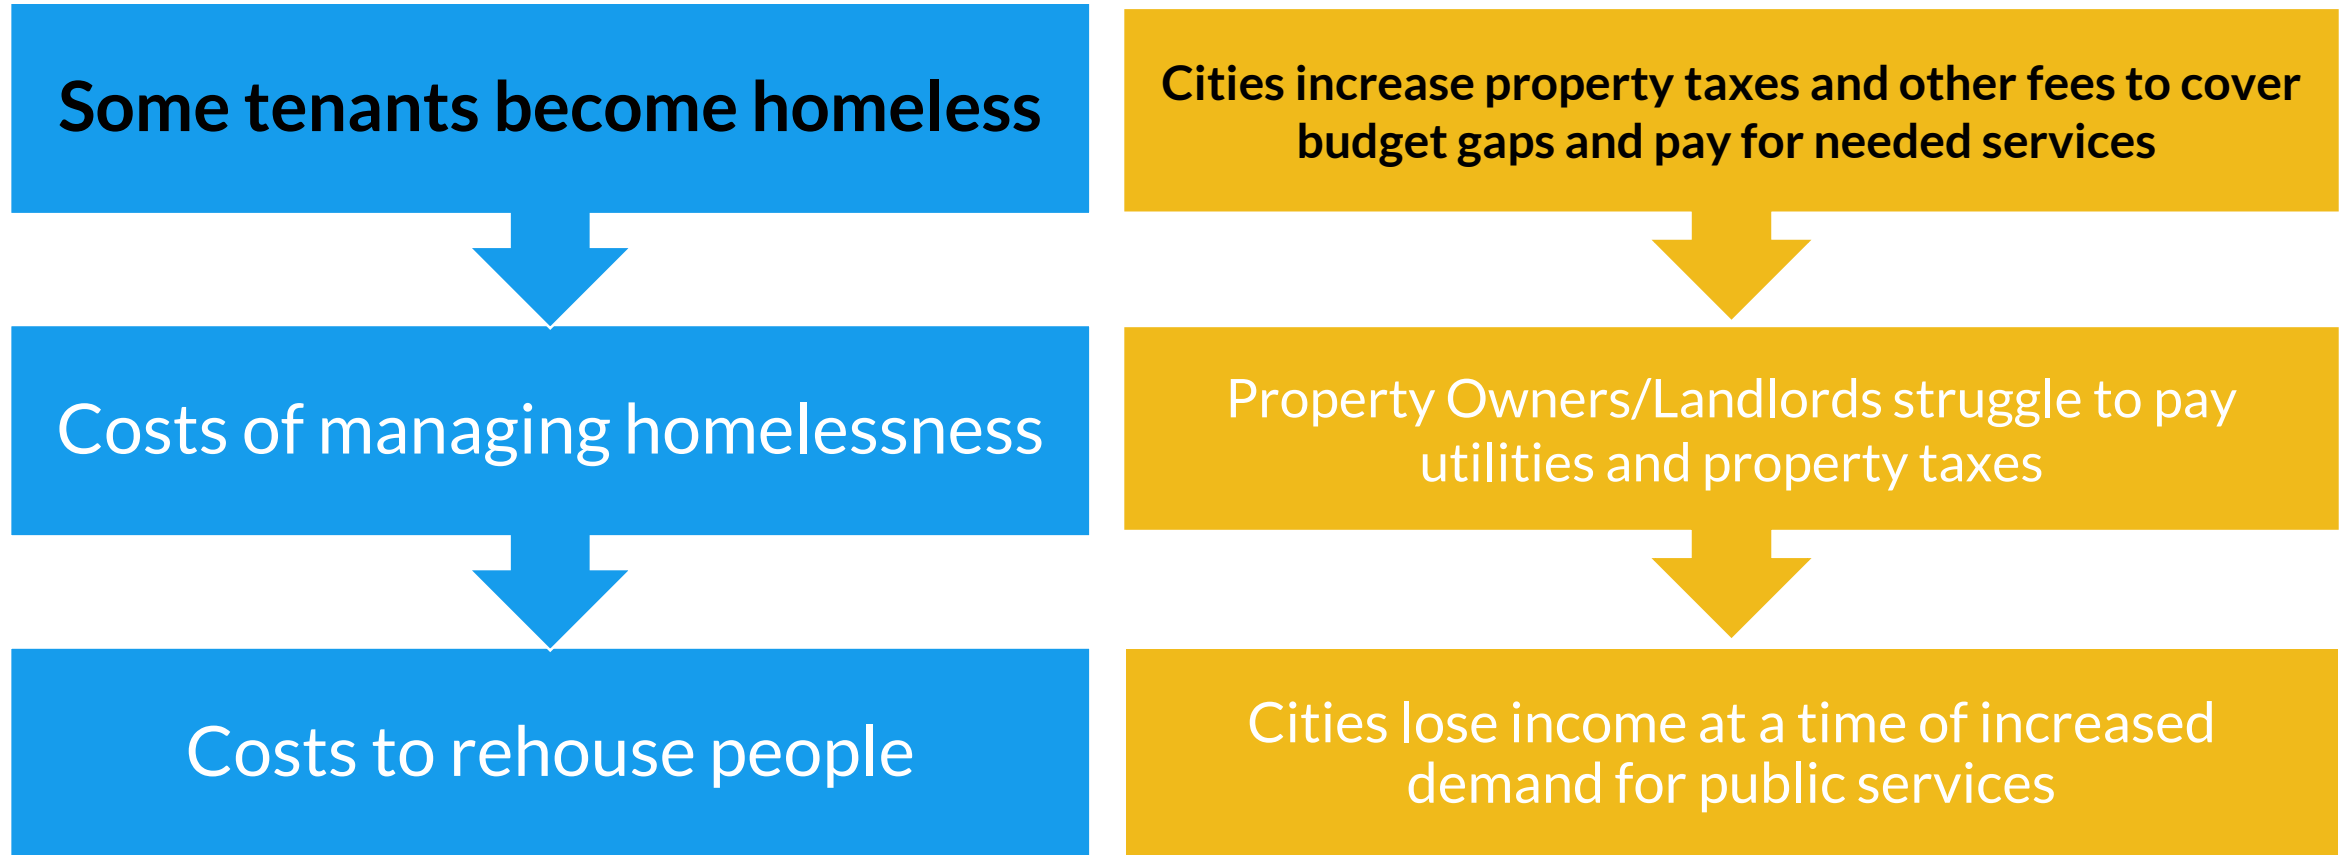 Some tenants become homeless
Costs of managing homelessness
Costs to rehouse people
Cities increase property taxes and other fees to cover
budget gaps and pay for needed services
Property Owners/Landlords struggle to pay
utilities and property taxes
Cities lose income at a time of increased
demand for public services